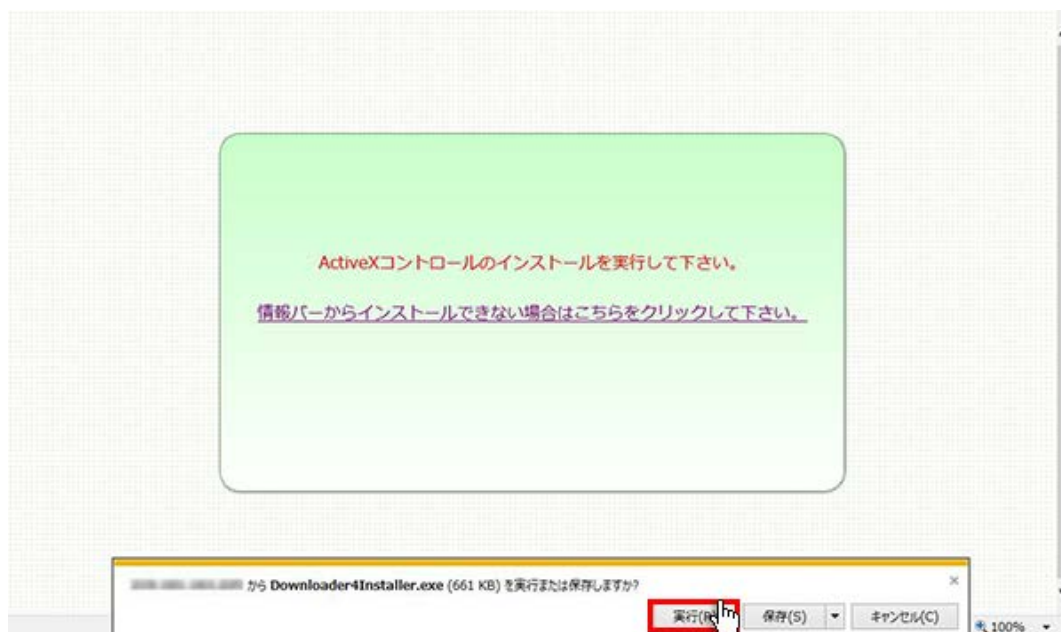 ActiveXコントロールのインストールを実行して下さい。
情報バーからインストールできない場合はこちらをクリックして下さい。
から Downloader4Installer.exe (661 KB) を実行または保存しますか?
×
実行(R) 保存(S) ▼ キャンセル(C)
100% ▼